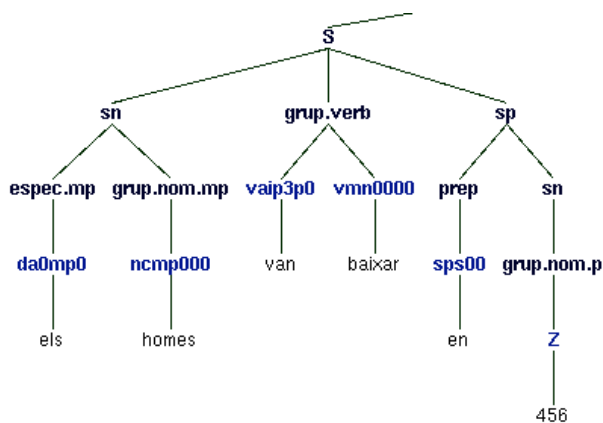 S
sn grup.verb sp
espec.mp grup.nom.mp vaip3p0 vmn0000 prep sn
da0mp0 ncmp000 van baixar sps00 grup.nom.p
els homes en Z
456